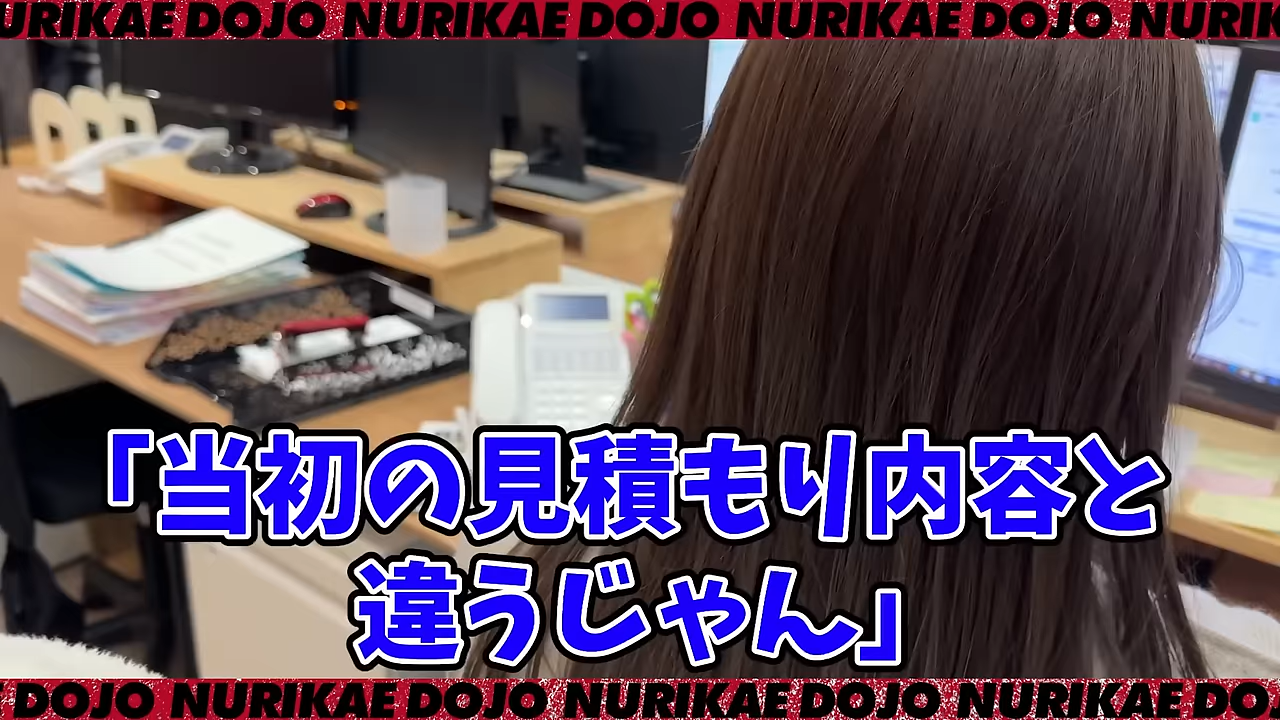 URIKAE DOJO NURIKAE DOJO NURIKAE DOJO NURIK
「当初の見積もり内容と
違うじゃん」
DOJO NURIKAE DOJO NURIKAE DOJO NURIKAE DO